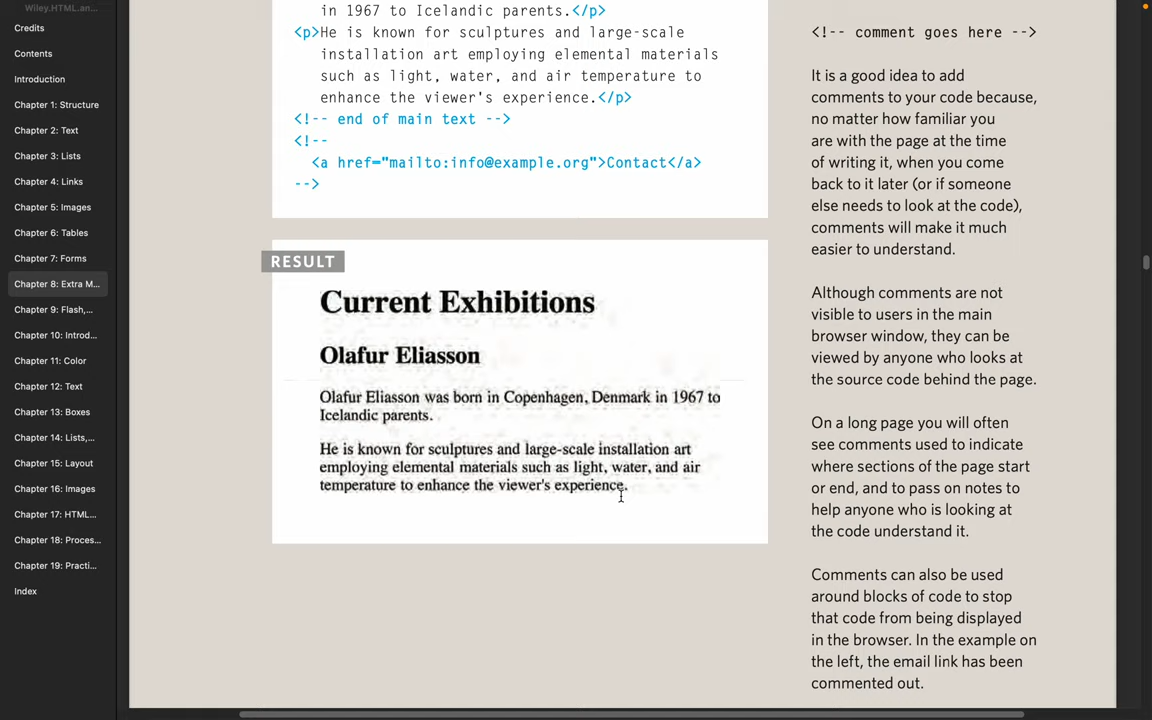 Wiley.HTML.an...
Credits
Contents
Introduction
Chapter 1: Structure
Chapter 2: Text
Chapter 3: Lists
Chapter 4: Links
Chapter 5: Images
Chapter 6: Tables
Chapter 7: Forms
Chapter 8: Extra M...
Chapter 9: Flash,...
Chapter 10: Introd...
Chapter 11: Color
Chapter 12: Text
Chapter 13: Boxes
Chapter 14: Lists,...
Chapter 15: Layout
Chapter 16: Images
Chapter 17: HTML...
Chapter 18: Proces...
Chapter 19: Practi...
Index
in 1967 to Icelandic parents.</p>
<p>He is known for sculptures and large-scale
installation art employing elemental materials
such as light, water, and air temperature to
enhance the viewer's experience.</p>
<!-- end of main text -->
<!--
<a href="mailto:info@example.org">Contact</a>
-->
RESULT
Current Exhibitions
Olafur Eliasson
Olafur Eliasson was born in Copenhagen, Denmark in 1967 to
Icelandic parents.
He is known for sculptures and large-scale installation art
employing elemental materials such as light, water, and air
temperature to enhance the viewer's experience.
<!-- comment goes here -->
It is a good idea to add
comments to your code because,
no matter how familiar you
are with the page at the time
of writing it, when you come
back to it later (or if someone
else needs to look at the code),
comments will make it much
easier to understand.
Although comments are not
visible to users in the main
browser window, they can be
viewed by anyone who looks at
the source code behind the page.
On a long page you will often
see comments used to indicate
where sections of the page start
or end, and to pass on notes to
help anyone who is looking at
the code understand it.
Comments can also be used
around blocks of code to stop
that code from being displayed
in the browser. In the example on
the left, the email link has been
commented out.